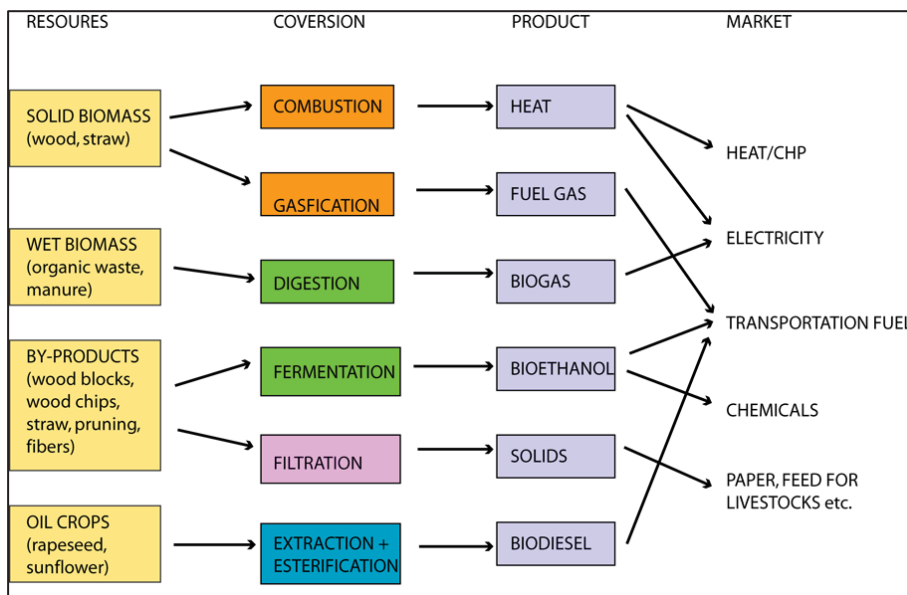 RESOURES
COVERSION
PRODUCT
MARKET
SOLID BIOMASS
(wood, straw)
COMBUSTION
HEAT
HEAT/CHP
GASFICATION
FUEL GAS
ELECTRICITY
WET BIOMASS
(organic waste,
manure)
DIGESTION
BIOGAS
TRANSPORTATION FUEL
BY-PRODUCTS
(wood blocks,
wood chips,
straw, pruning,
fibers)
FERMENTATION
BIOETHANOL
CHEMICALS
FILTRATION
SOLIDS
PAPER, FEED FOR
LIVESTOCKS etc.
OIL CROPS
(rapeseed,
sunflower)
EXTRACTION +
ESTERIFICATION
BIODIESEL